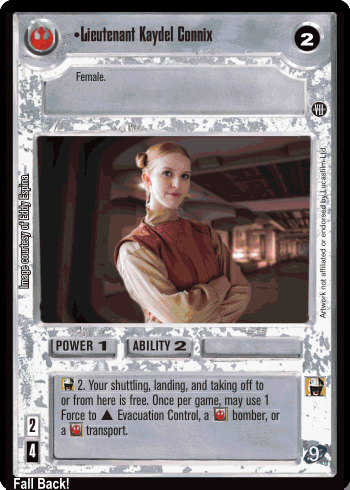 •Lieutenant Kaydel Connix
2
Female.
VII
Image courtesy of Etby Espina
Artwork not affiliated or endorsed by Lucasfilm Ltd.
POWER 1
ABILITY 2
2. Your shuttling, landing, and taking off to
or from here is free. Once per game, may use 1
Force to ▲ Evacuation Control, a bomber, or
a transport.
2
4
9
Fall Back!